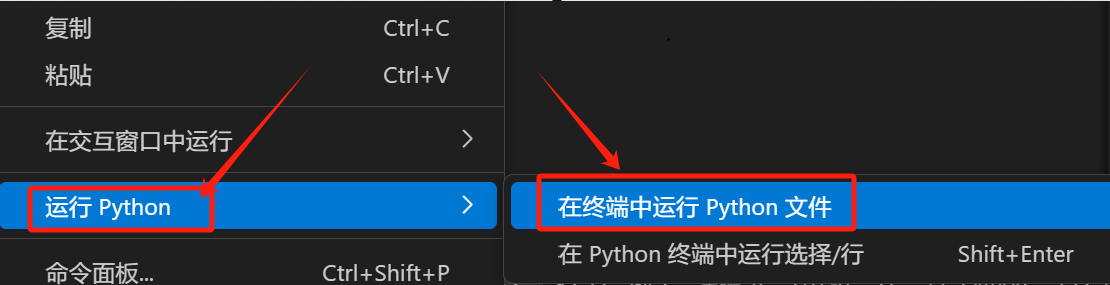 复制 Ctrl+C
粘贴 Ctrl+V
在交互窗口中运行
运行 Python
在终端中运行 Python 文件
在 Python 终端中运行选择/行 Shift+Enter
命令面板... Ctrl+Shift+P